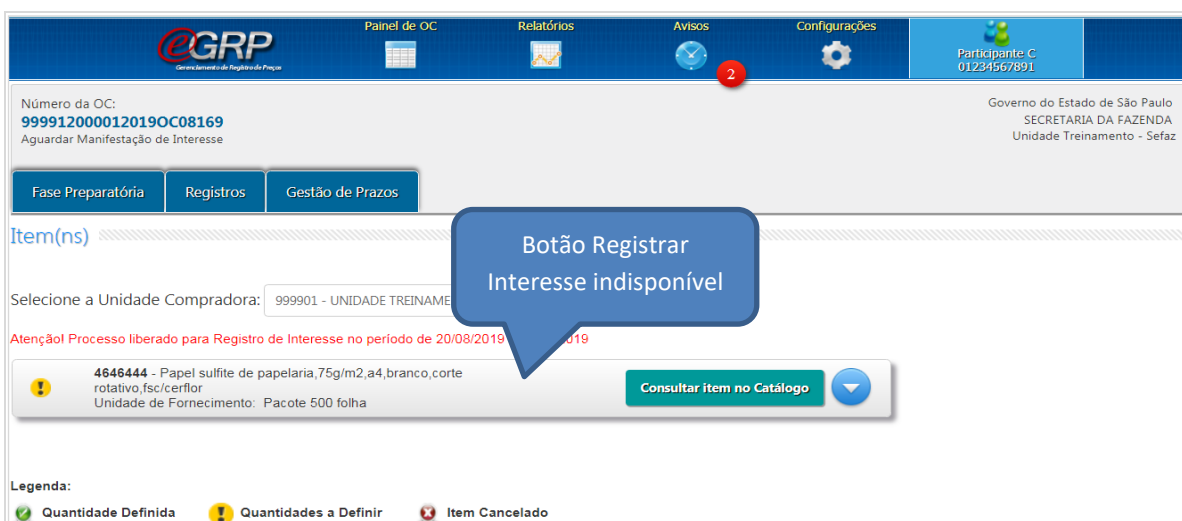 Painel de OC
Relatórios
Avisos
Configurações
eGRP
Gerenciamento de Registro de Preços
2
Participante C
01234567891
Número da OC:
999912000012019OC08169
Aguardar Manifestação de Interesse
Governo do Estado de São Paulo
SECRETARIA DA FAZENDA
Unidade Treinamento - Sefaz
Fase Preparatória
Registros
Gestão de Prazos
Item(ns)
Botão Registrar
Interesse indisponível
Selecione a Unidade Compradora:
999901 - UNIDADE TREINAME
Atenção! Processo liberado para Registro de Interesse no período de 20/08/2019
4646444 - Papel sulfite de papelaria,75g/m2,a4,branco,corte
rotativo,fsc/cerflor
Unidade de Fornecimento: Pacote 500 folha
Consultar item no Catálogo
Legenda:
Quantidade Definida
Quantidades a Definir
Item Cancelado